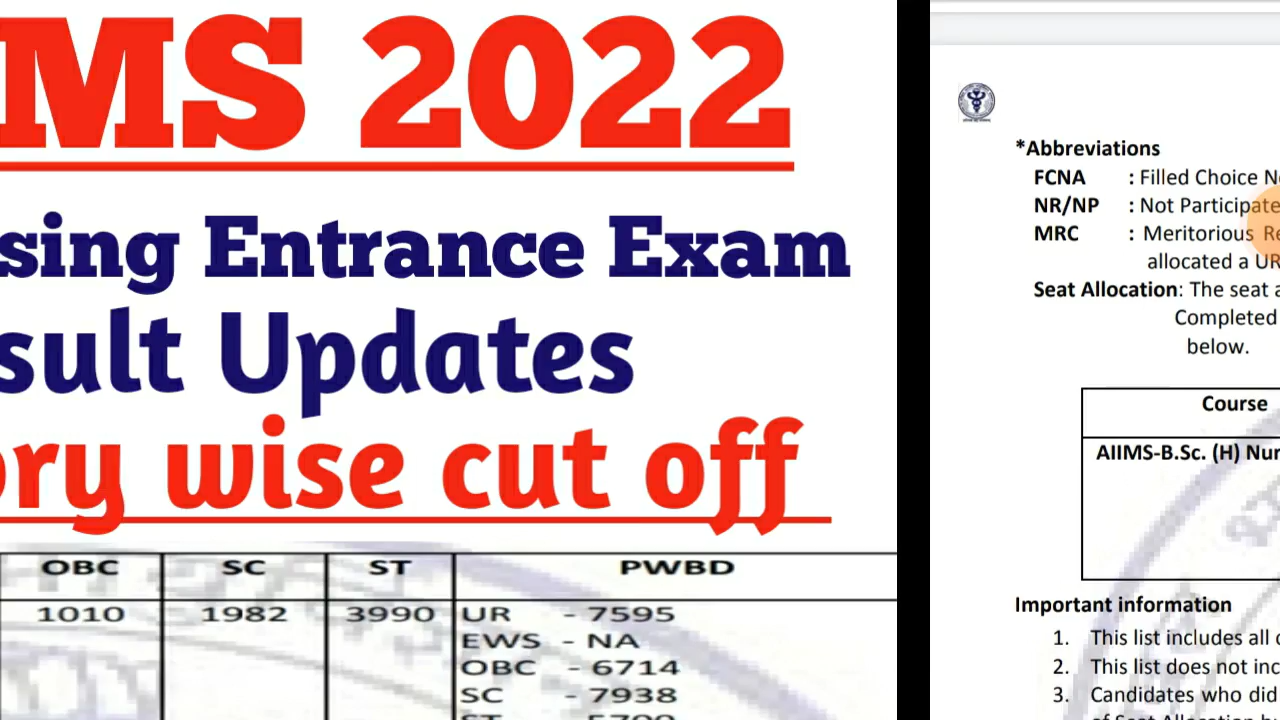 MS 2022
sing Entrance Exam
sult Updates
ory wise cut off
OBC SC ST PWBD
1010 1982 3990 UR - 7595
EWS - NA
OBC - 6714
SC - 7938
*Abbreviations
FCNA : Filled Choice
NR/NP : Not Participate
MRC : Meritorious Re
allocated a UR
Seat Allocation: The seat a
Completed
below.
Course
AIIMS-B.Sc. (H) Nur
Important information
1. This list includes all
2. This list does not inc
3. Candidates who did